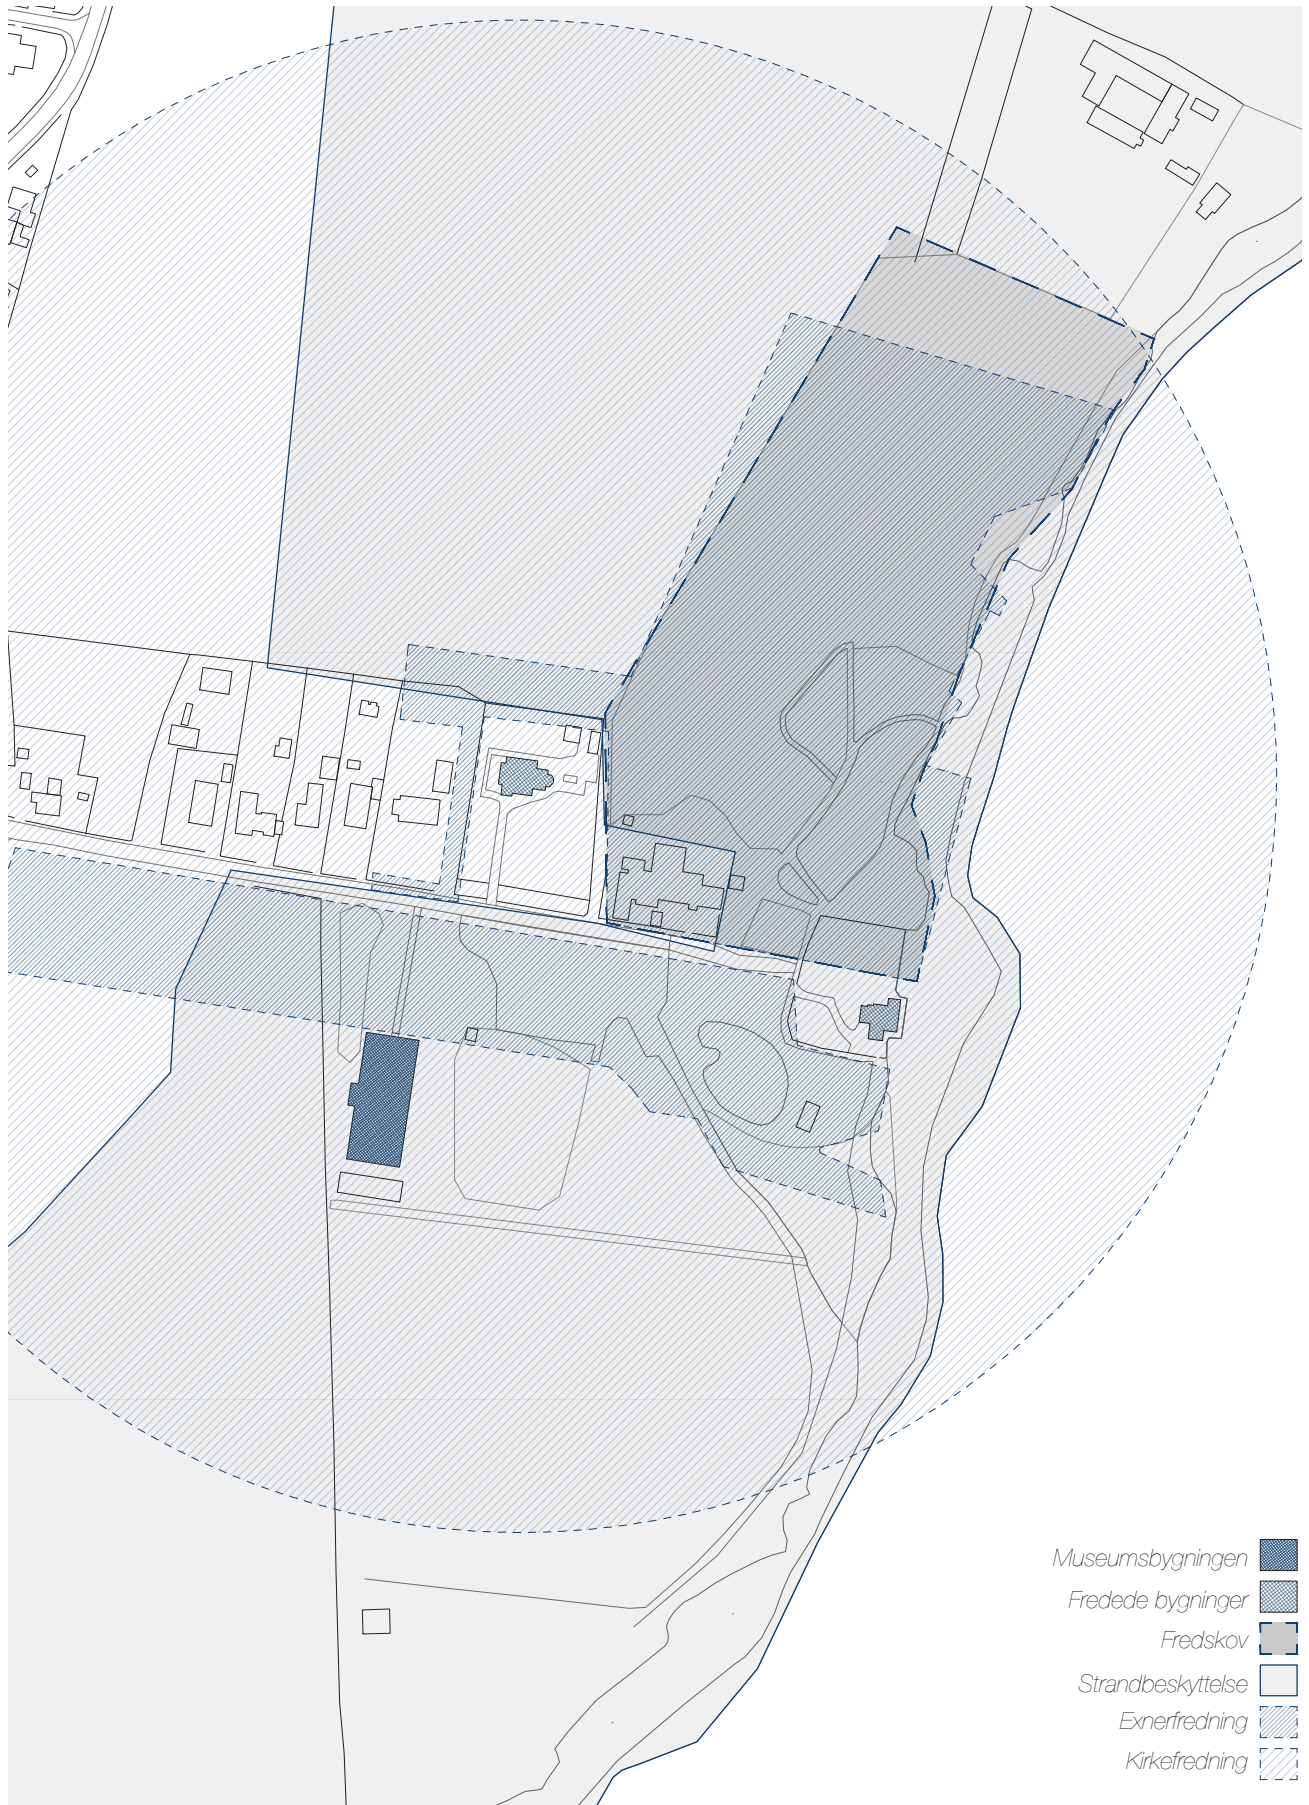 Museumsbygningen
Fredede bygninger
Fredskov
Strandbeskyttelse
Exnerfredning
Kirkefredning